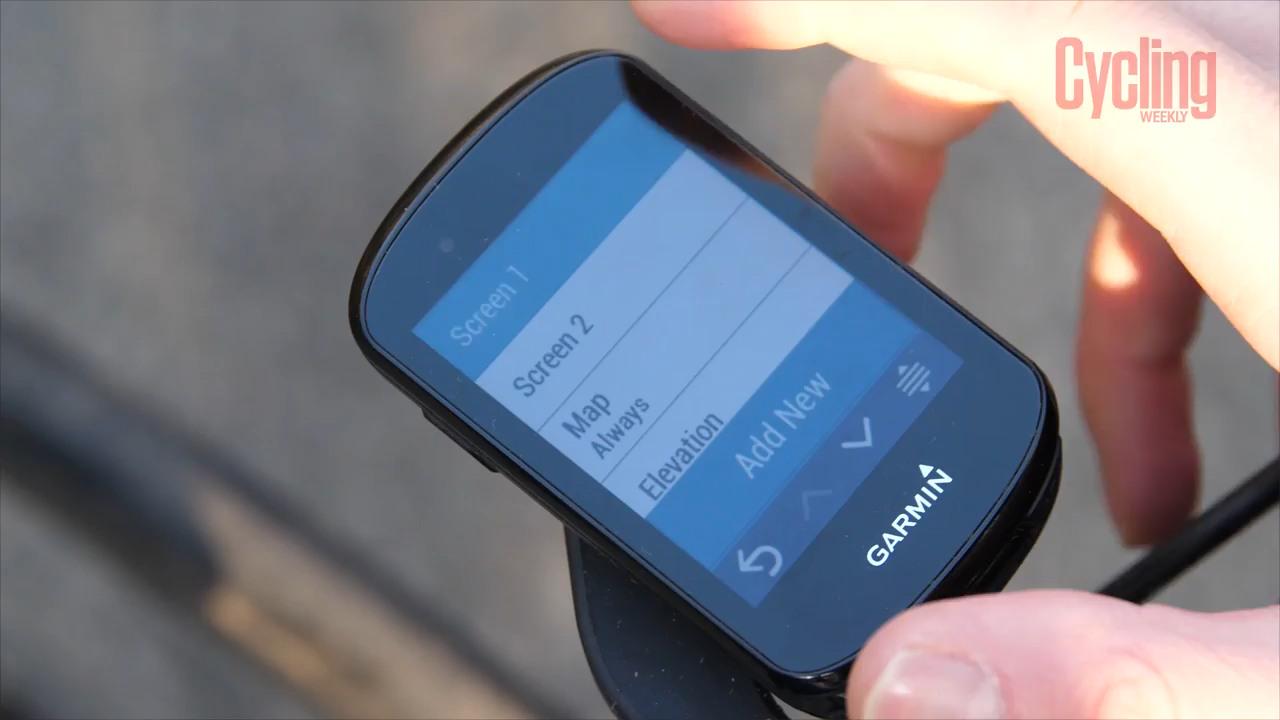 Cycling
WEEKLY
Screen 1
Screen 2
Map
Always
Elevation
Add New
GARMIN